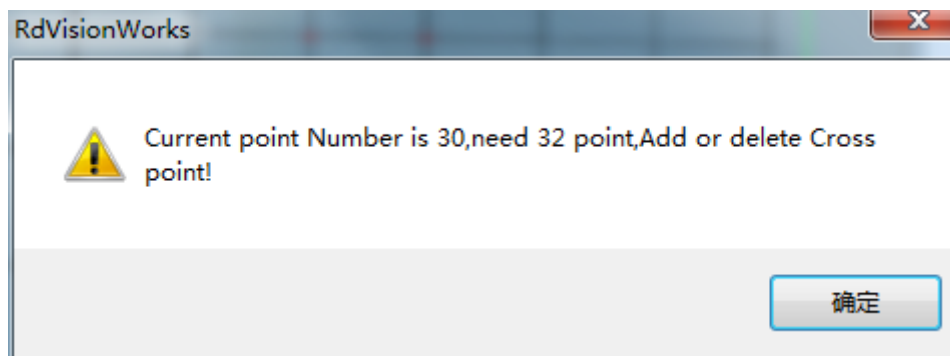 RdVisionWorks
Current point Number is 30,need 32 point,Add or delete Cross
point!
确定